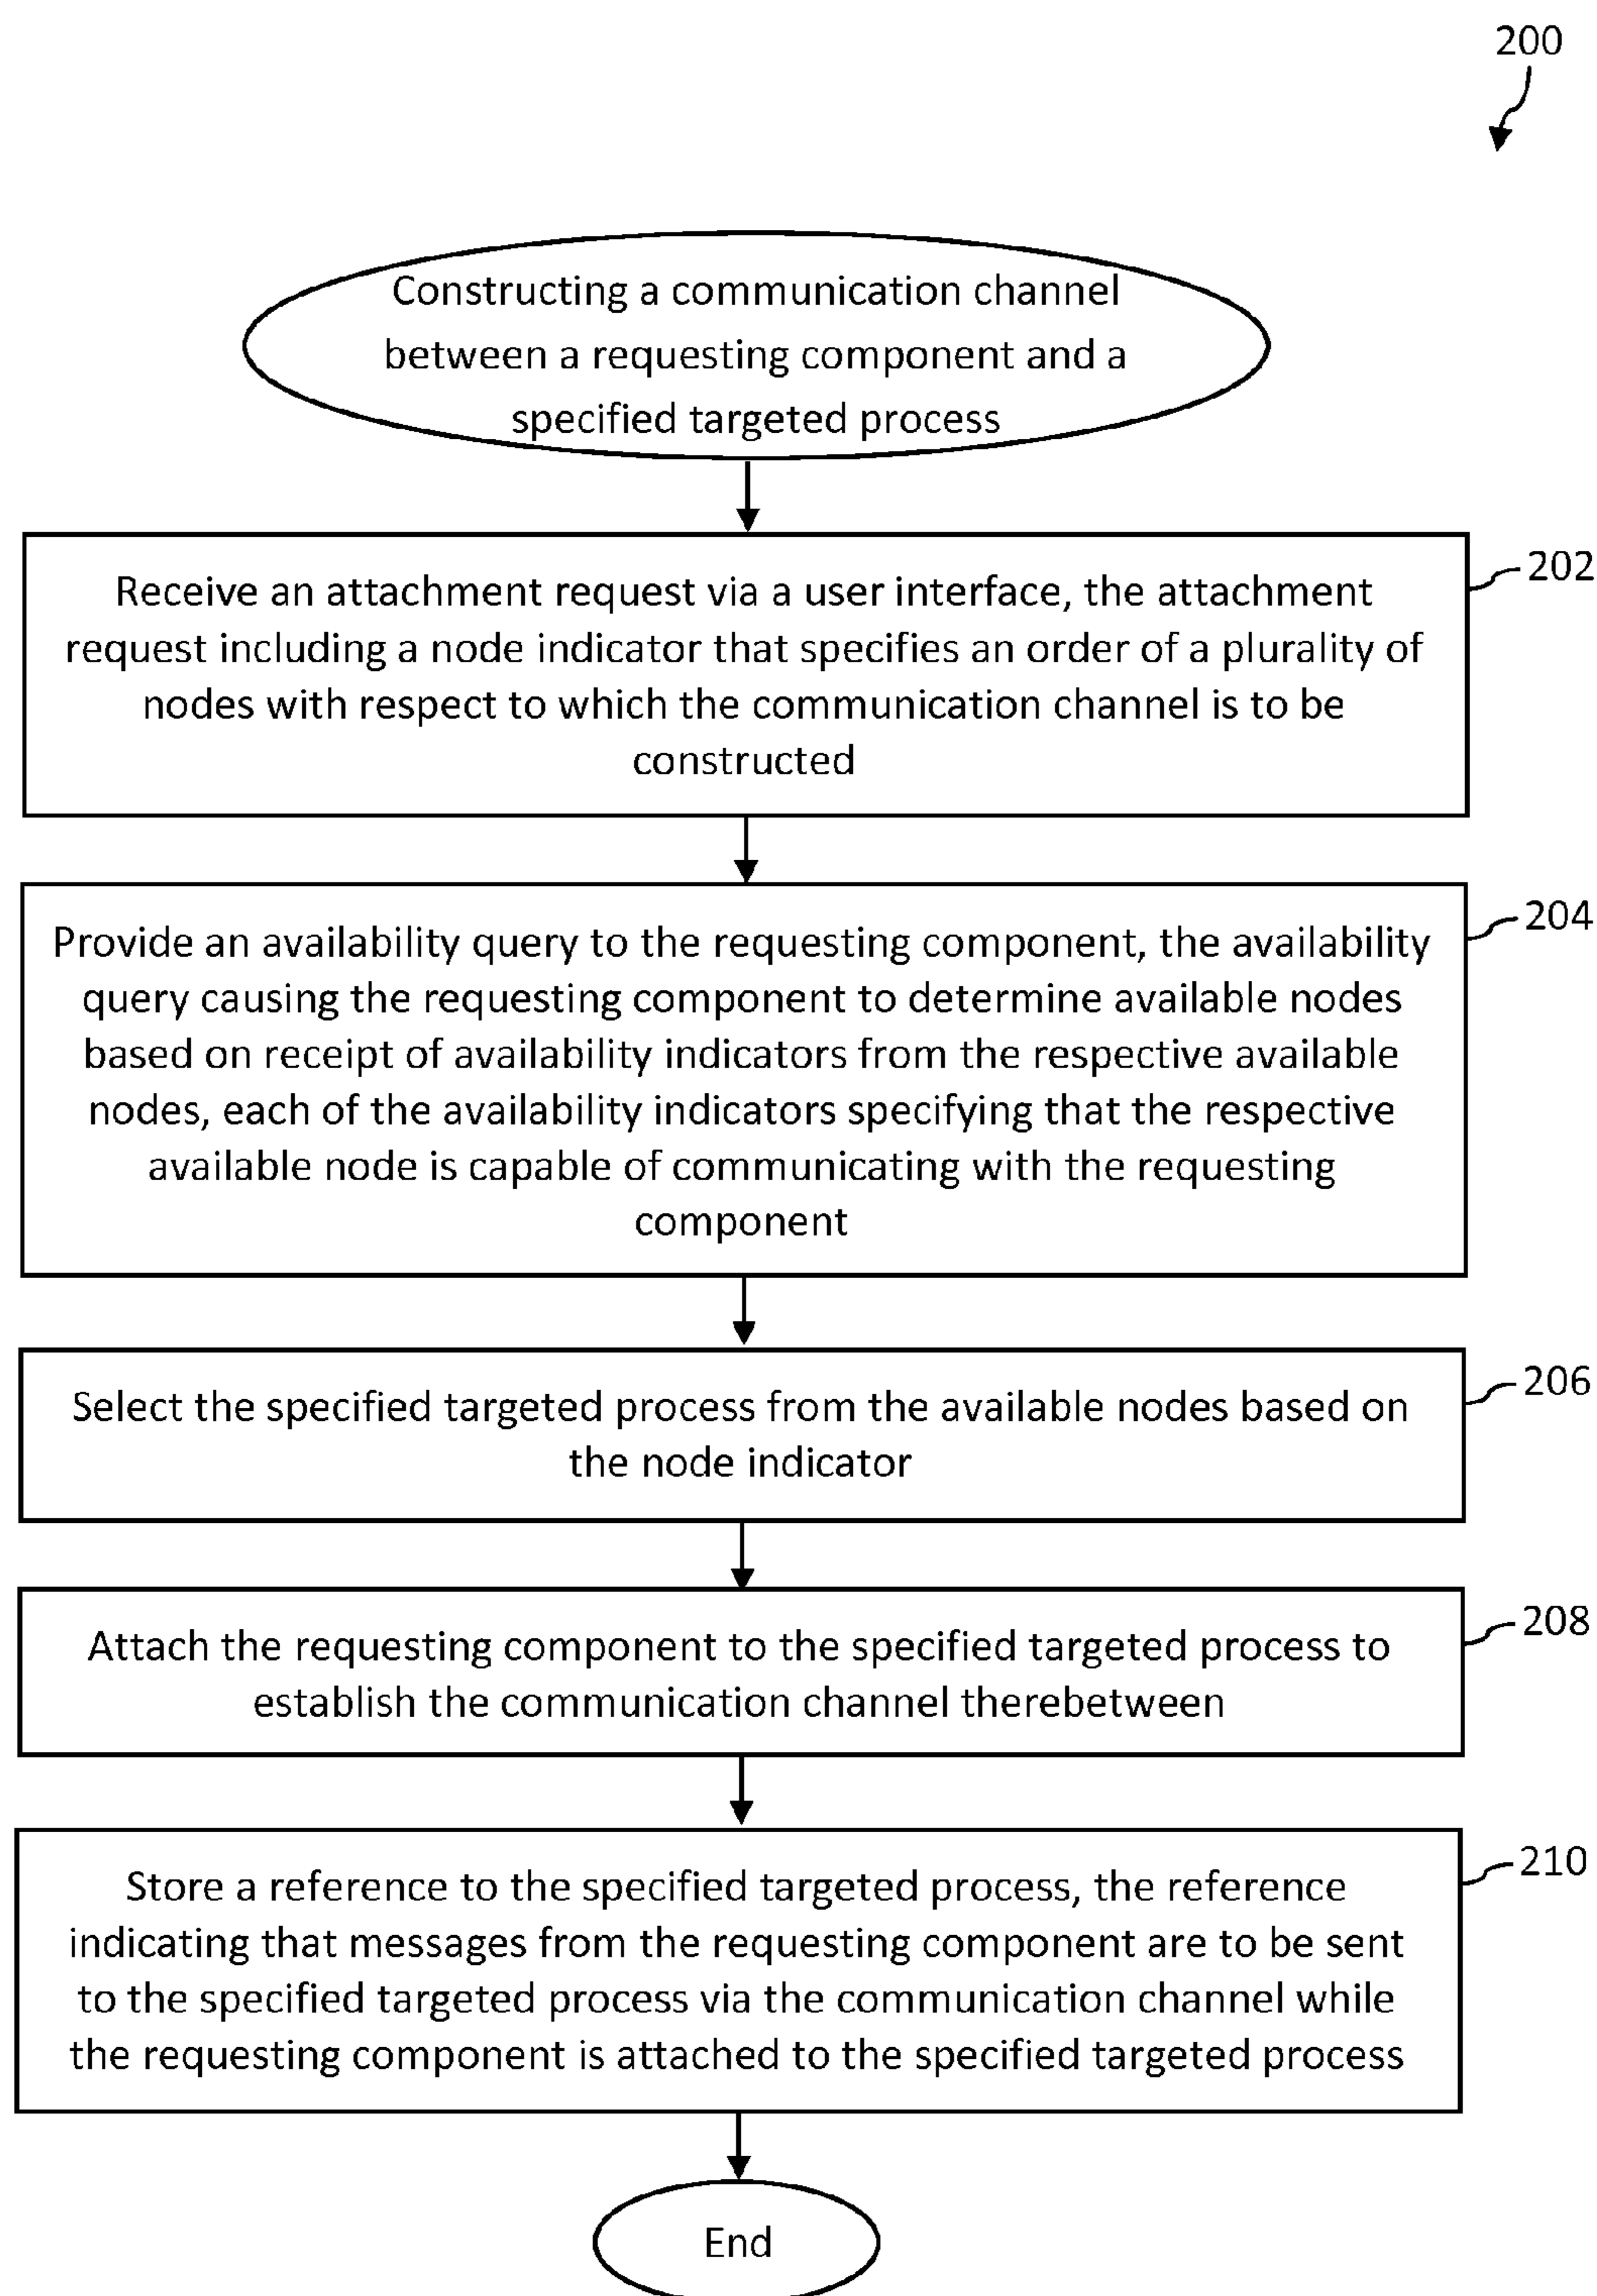 200
Constructing a communication channel
between a requesting component and a
specified targeted process
202
Receive an attachment request via a user interface, the attachment
request including a node indicator that specifies an order of a plurality of
nodes with respect to which the communication channel is to be
constructed
204
Provide an availability query to the requesting component, the availability
query causing the requesting component to determine available nodes
based on receipt of availability indicators from the respective available
nodes, each of the availability indicators specifying that the respective
available node is capable of communicating with the requesting
component
206
Select the specified targeted process from the available nodes based on
the node indicator
208
Attach the requesting component to the specified targeted process to
establish the communication channel therebetween
210
Store a reference to the specified targeted process, the reference
indicating that messages from the requesting component are to be sent
to the specified targeted process via the communication channel while
the requesting component is attached to the specified targeted process
End